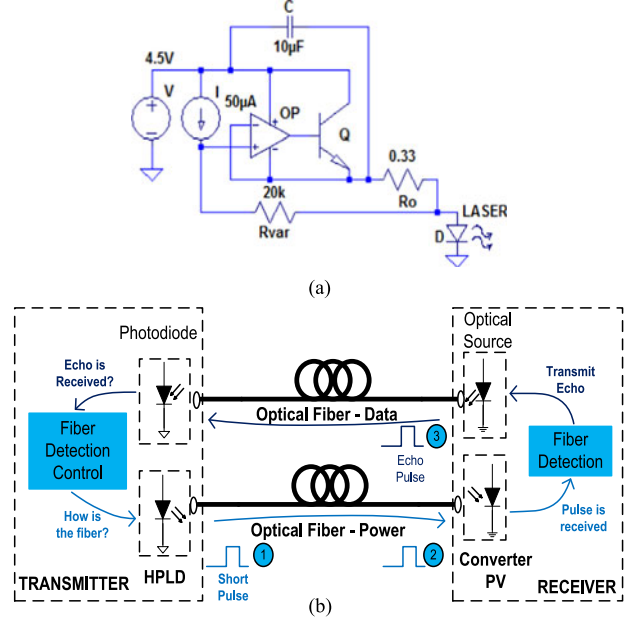 C
10µF
4.5V
V
I
50µA
OP
Q
0.33
Ro
20k
Rvar
LASER
D
(a)
Photodiode
Optical
Source
Echo is
Received?
Transmit
Echo
Optical Fiber - Data
Fiber
Detection
Control
3
Echo
Pulse
Fiber
Detection
How is
the fiber?
Optical Fiber - Power
Pulse is
received
1
2
TRANSMITTER
HPLD
Short
Pulse
Converter
PV
RECEIVER
(b)